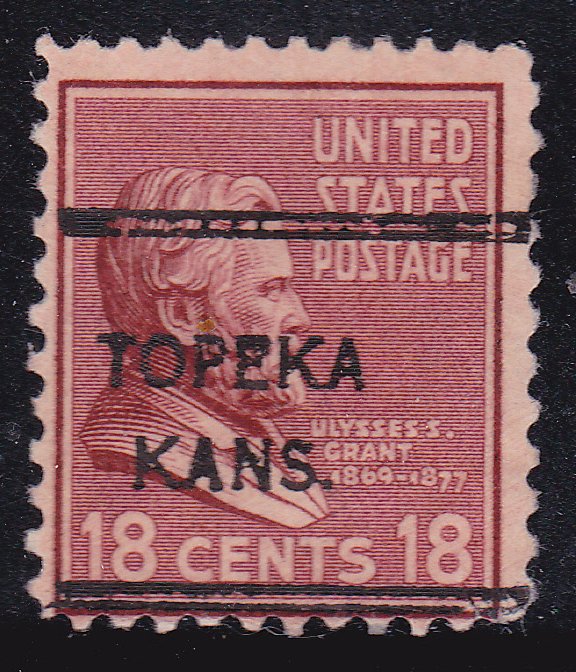 UNITED
STATES
POSTAGE
TOPEKA
KANS.
ULYSSES S.
GRANT
1869-1877
18 CENTS 18